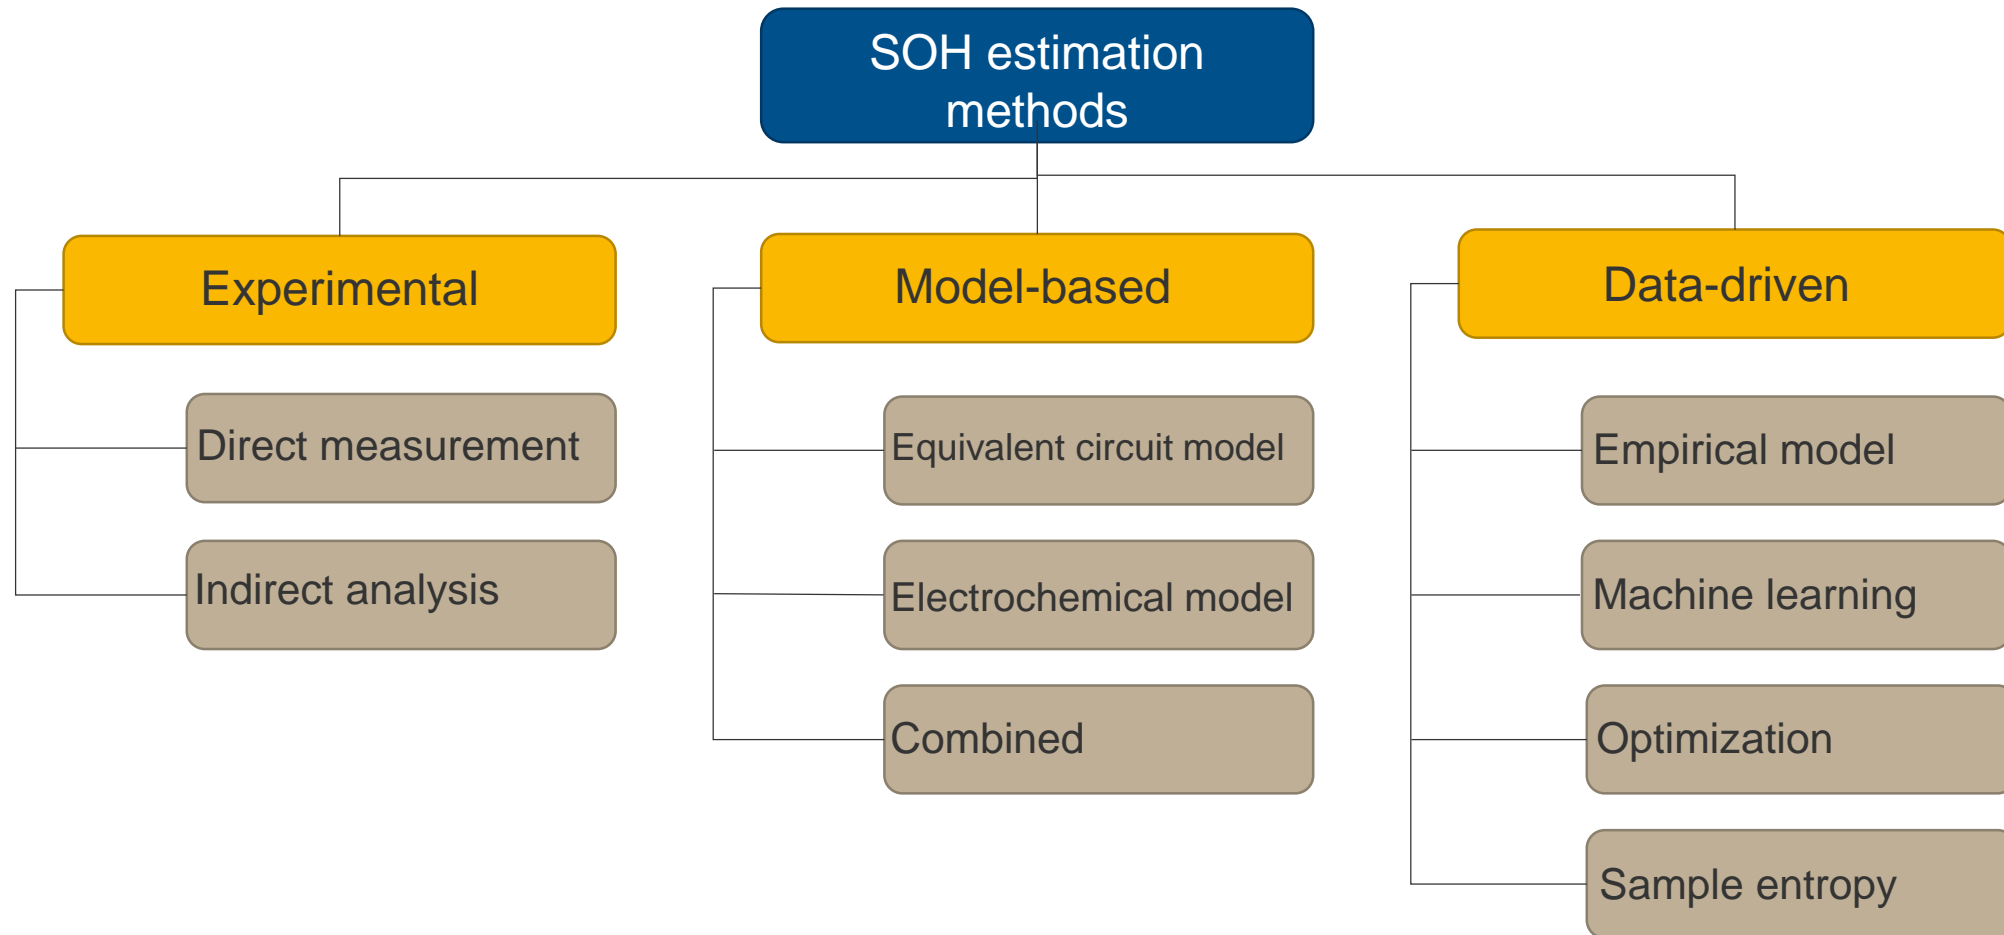 SOH estimation
methods
Experimental
Direct measurement
Indirect analysis
Model-based
Equivalent circuit model
Electrochemical model
Combined
Data-driven
Empirical model
Machine learning
Optimization
Sample entropy